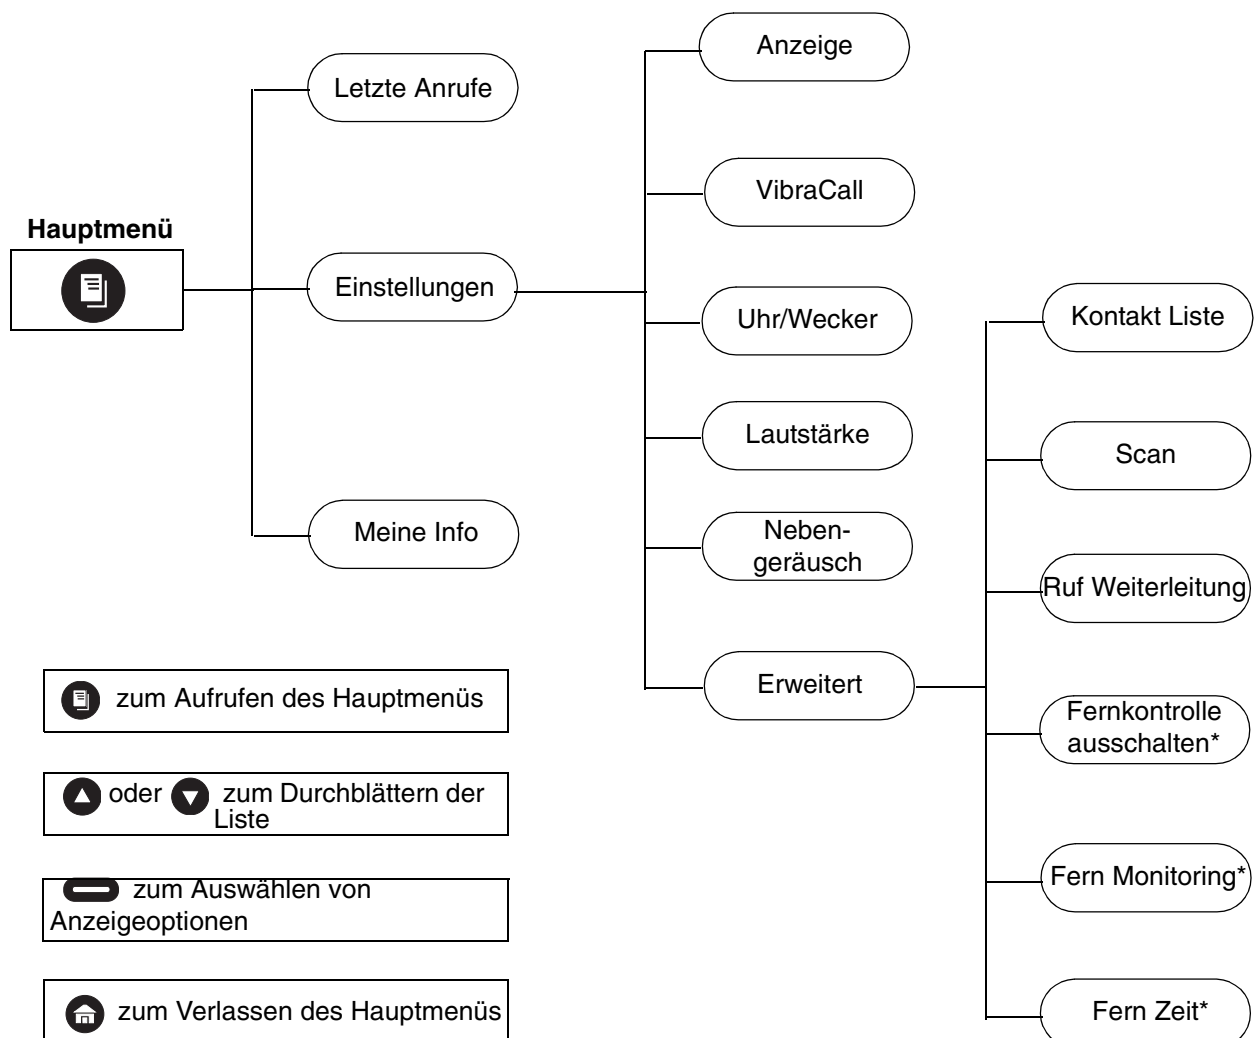 Hauptmenü
Letzte Anrufe
Einstellungen
Meine Info
Anzeige
VibraCall
Uhr/Wecker
Lautstärke
Neben-
geräusch
Erweitert
Kontakt Liste
Scan
Ruf Weiterleitung
Fernkontrolle
ausschalten*
Fern Monitoring*
Fern Zeit*
zum Aufrufen des Hauptmenüs
oder zum Durchblättern der
Liste
zum Auswählen von
Anzeigeoptionen
zum Verlassen des Hauptmenüs